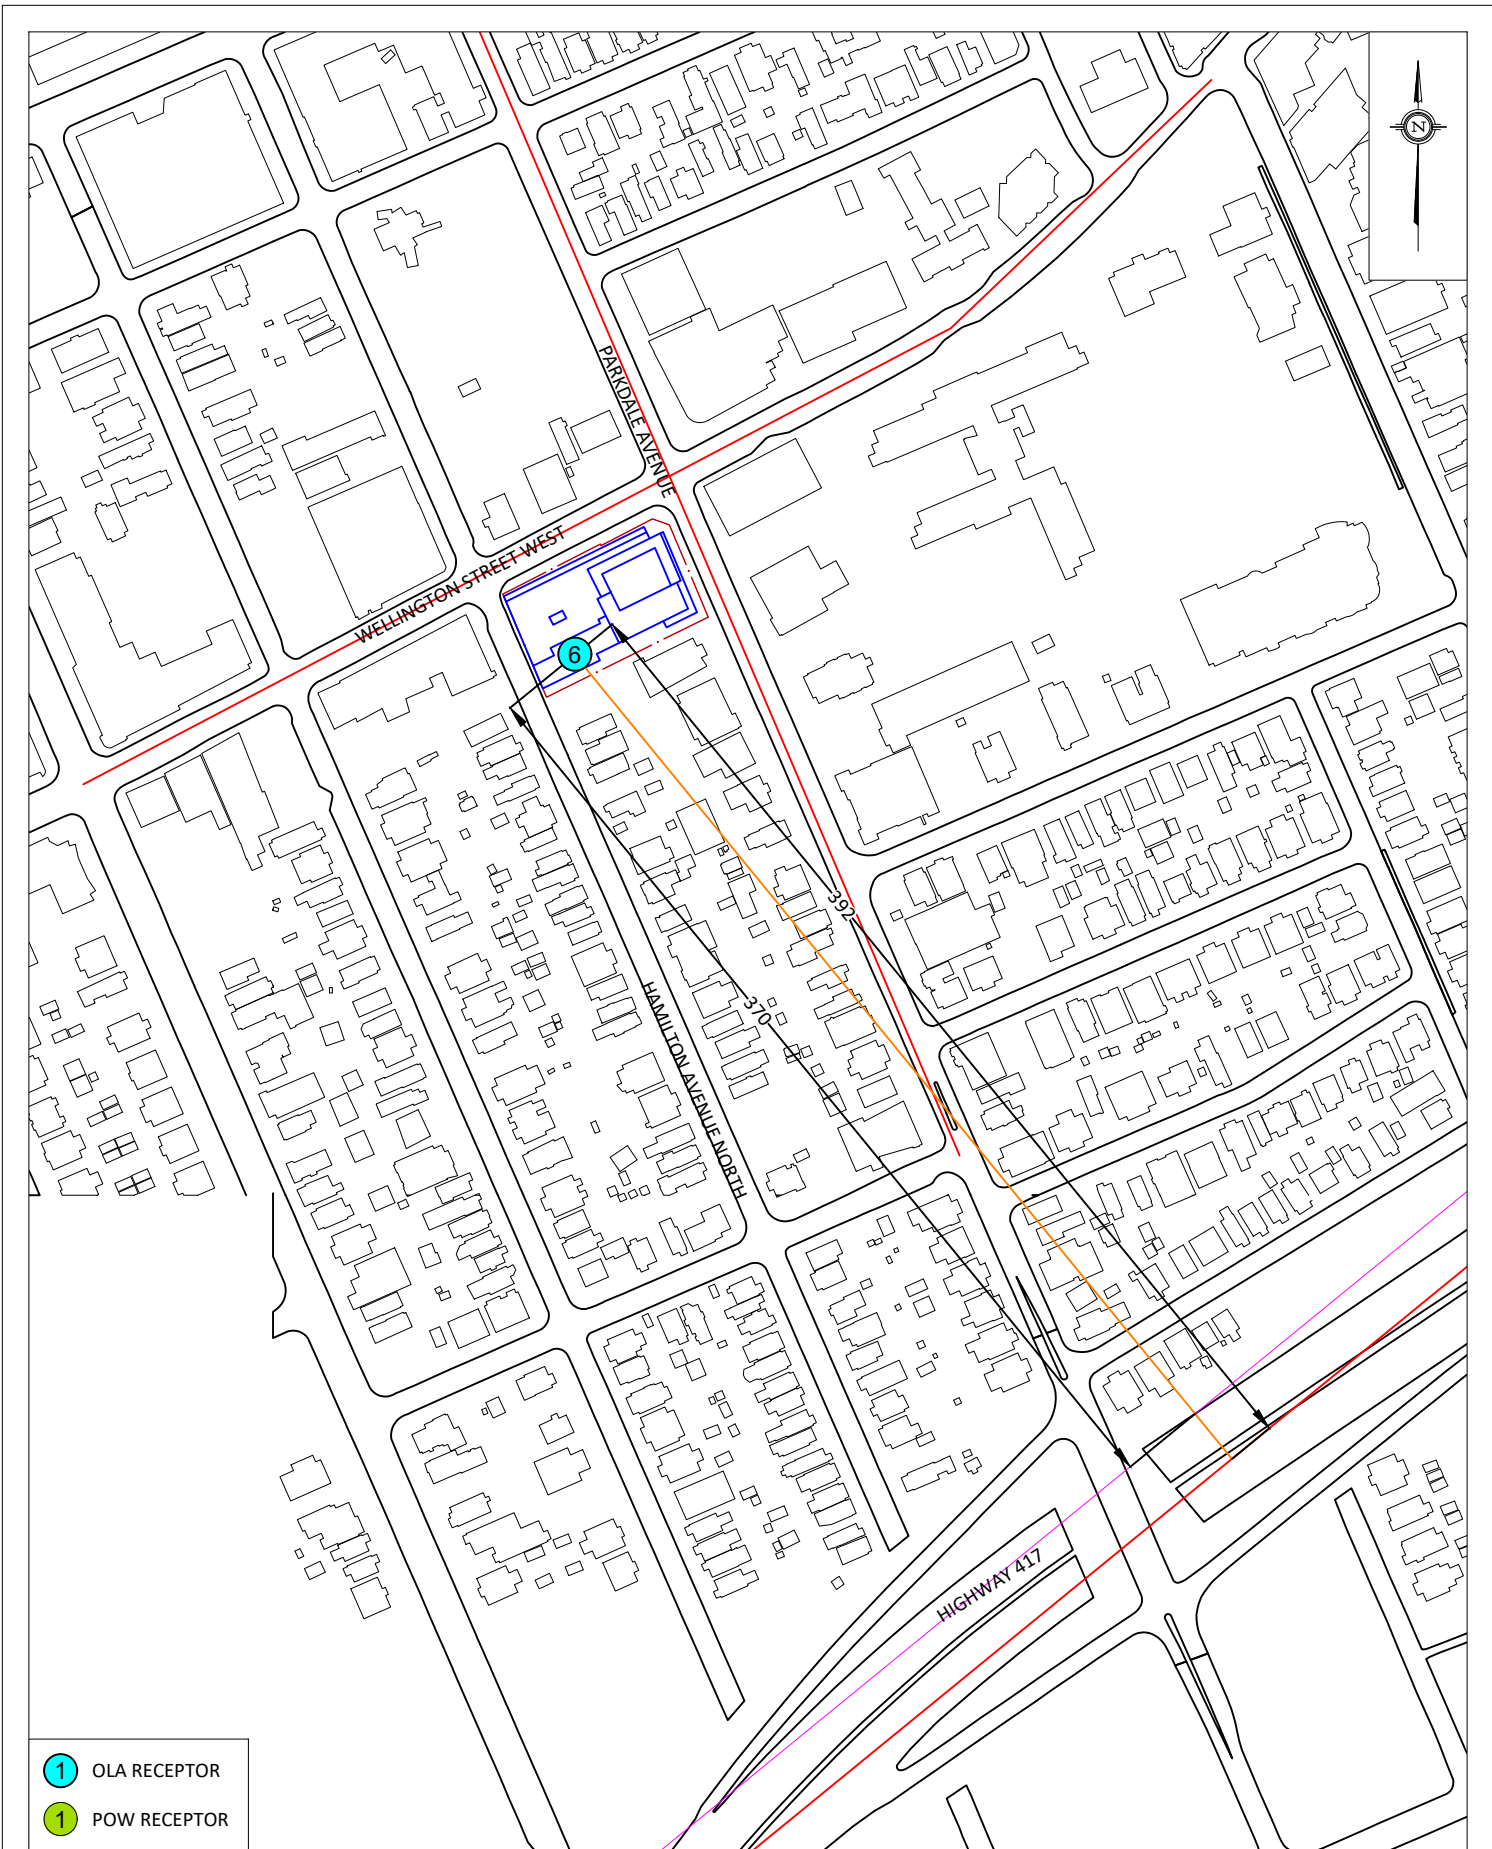 N
PARKDALE AVENUE
WELLINGTON STREET WEST
6
392
370
HAMILTON AVENUE NORTH
HIGHWAY 417
1 OLA RECEPTOR
1 POW RECEPTOR